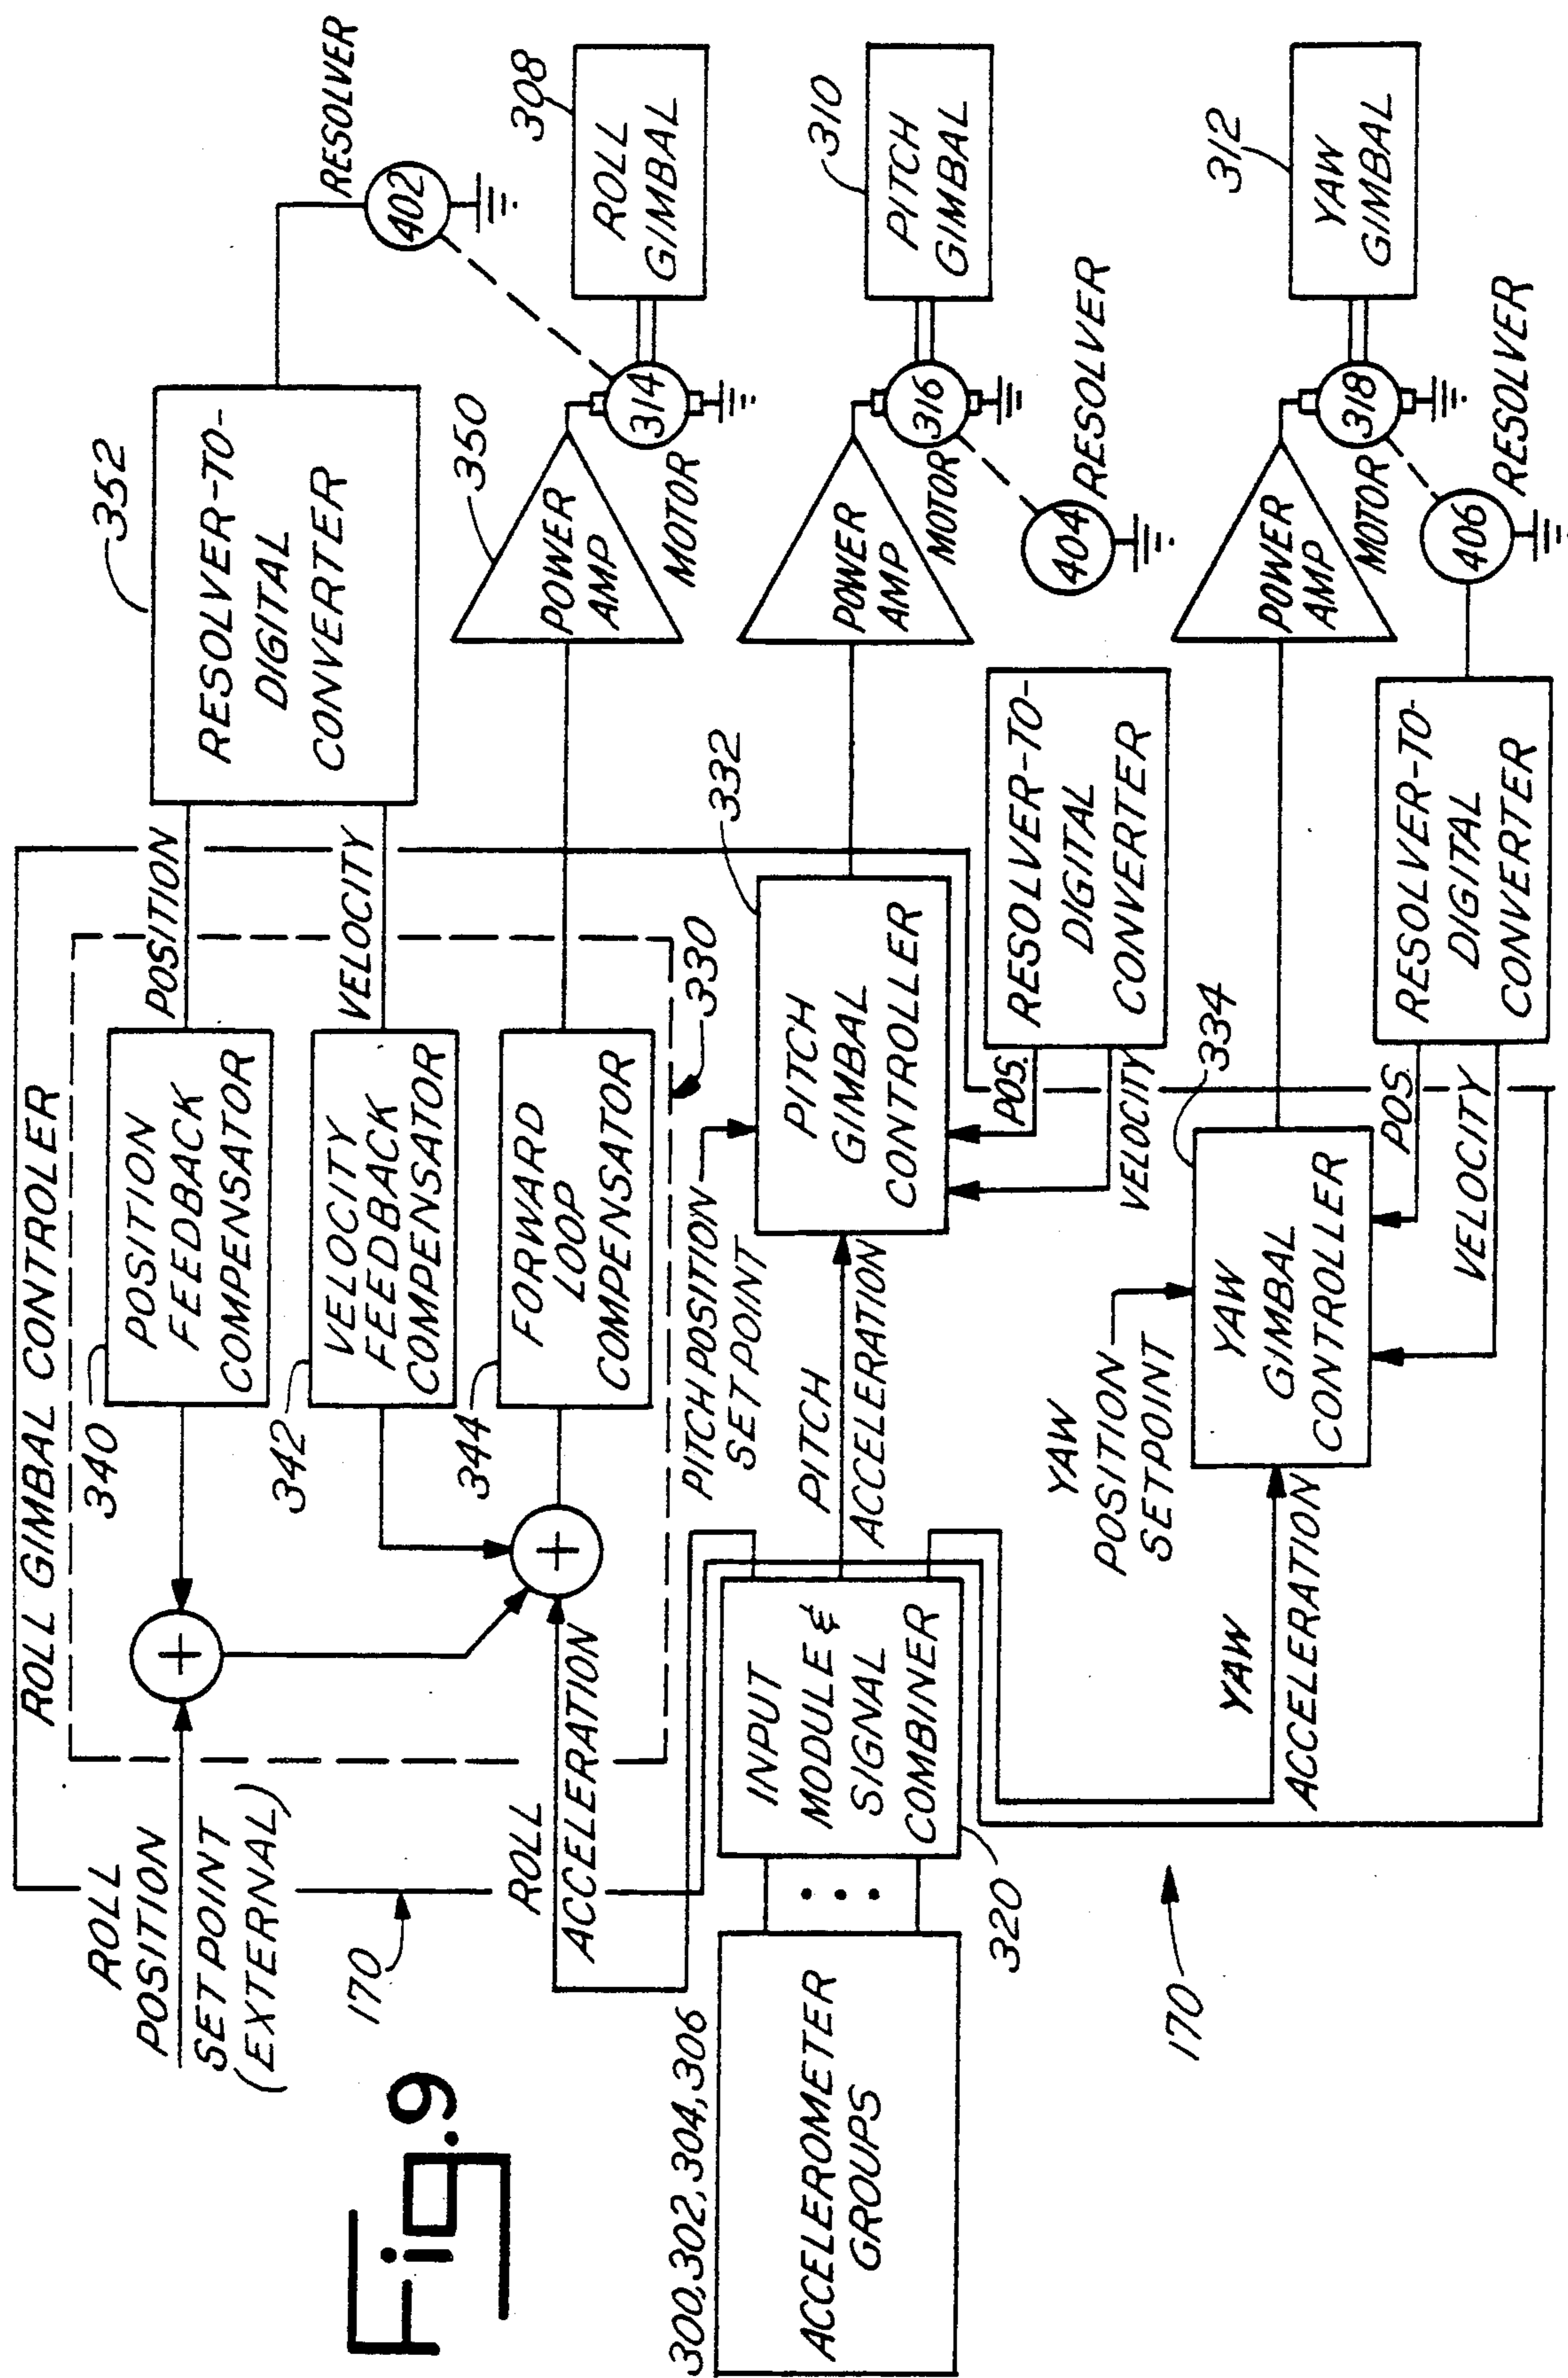 ROLL GIMBAL CONTROLER
ROLL
POSITION
SETPOINT
(EXTERNAL)
170
340
POSITION
FEEDBACK
COMPENSATOR
342
VELOCITY
FEEDBACK
COMPENSATOR
344
FORWARD
LOOP
COMPENSATOR
+
+
POSITION
VELOCITY
330
352
RESOLVER-TO-
DIGITAL
CONVERTER
RESOLVER
402
350
POWER
AMP
MOTOR
314
308
ROLL
GIMBAL
ROLL
ACCELERATION
Fig.9
300,302,304,306
ACCELEROMETER
GROUPS
INPUT
MODULE &
SIGNAL
COMBINER
320
PITCH POSITION
SETPOINT
PITCH
ACCELERATION
332
PITCH
GIMBAL
CONTROLLER
POS.
VELOCITY
RESOLVER-TO-
DIGITAL
CONVERTER
POWER
AMP
MOTOR
316
310
PITCH
GIMBAL
404
RESOLVER
YAW
POSITION
SETPOINT
YAW
ACCELERATION
334
YAW
GIMBAL
CONTROLLER
POS.
VELOCITY
RESOLVER-TO-
DIGITAL
CONVERTER
POWER
AMP
MOTOR
318
312
YAW
GIMBAL
406
RESOLVER
170